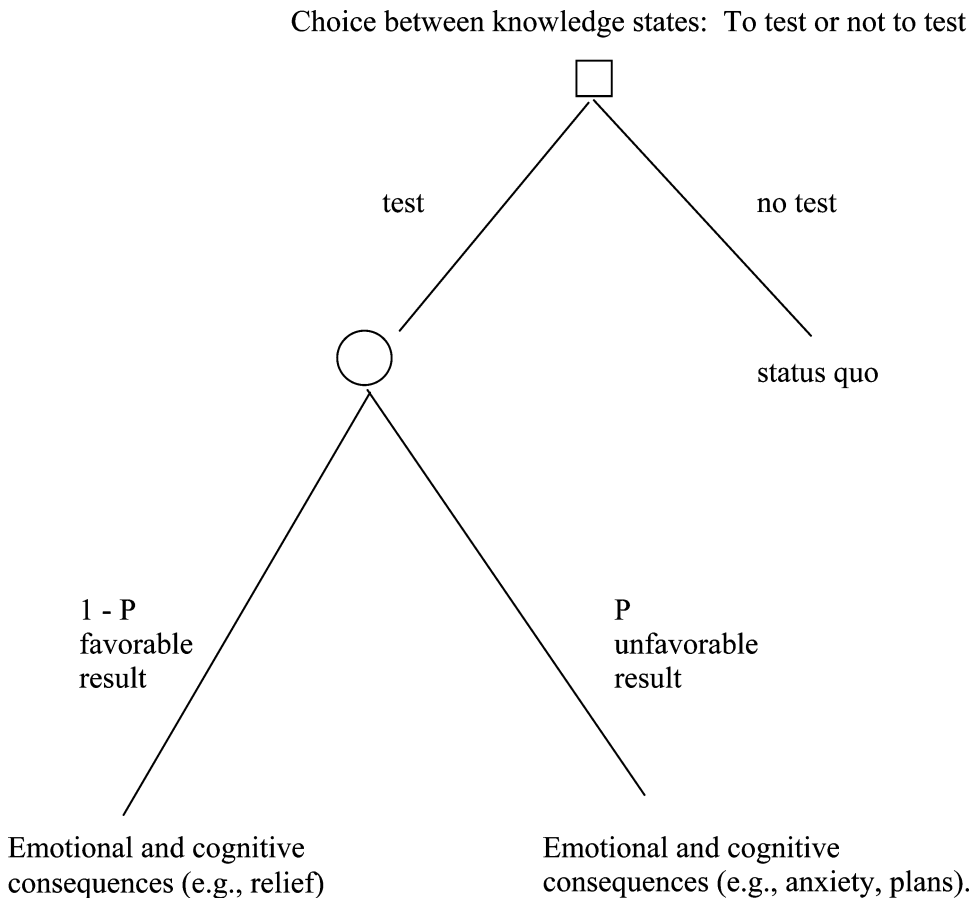 Choice between knowledge states:  To test or not to test
test
no test
status quo
1 - P
favorable
result
P
unfavorable
result
Emotional and cognitive
consequences (e.g., relief)
Emotional and cognitive
consequences (e.g., anxiety, plans).